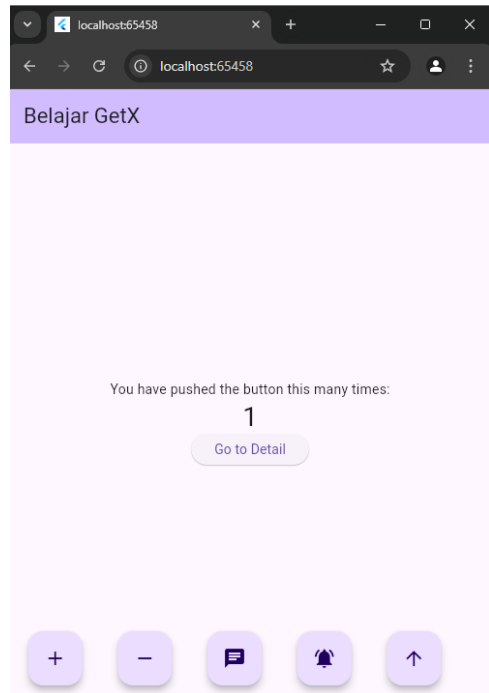 localhost:65458
localhost:65458
Belajar GetX
You have pushed the button this many times:
1
Go to Detail